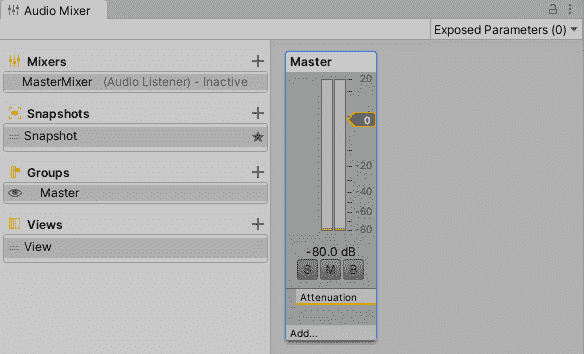 Audio Mixer
Exposed Parameters (0)
Mixers
MasterMixer (Audio Listener) - Inactive
Snapshots
Snapshot
Groups
Master
Views
View
Master
20
0
-20
-40
-60
-80
-80.0 dB
S M B
Attenuation
Add...